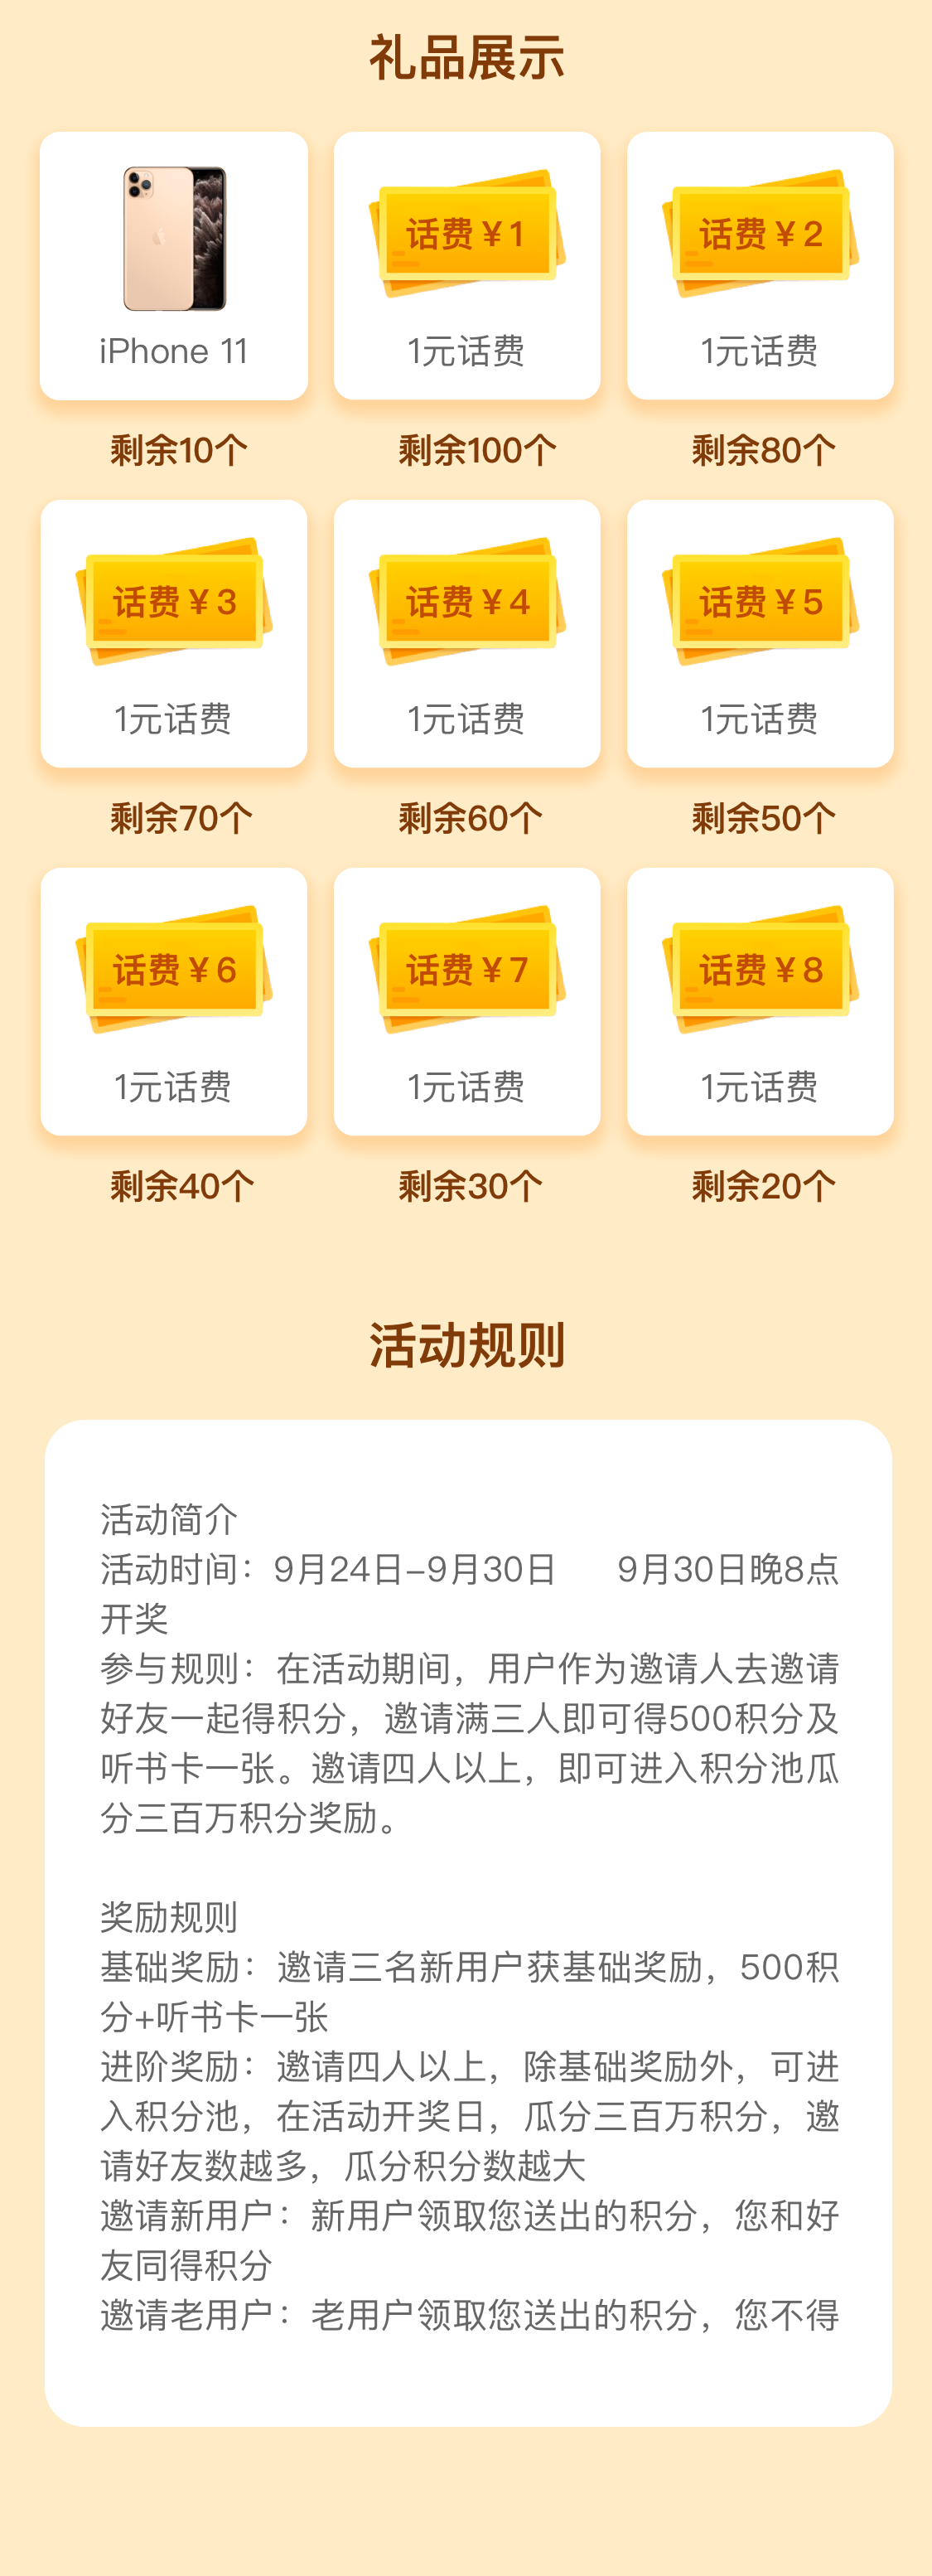 礼品展示
话费￥1
话费￥2
iPhone 11
1元话费
1元话费
剩余10个
剩余100个
剩余80个
话费￥3
话费￥4
话费￥5
1元话费
1元话费
1元话费
剩余70个
剩余60个
剩余50个
话费￥6
话费￥7
话费￥8
1元话费
1元话费
1元话费
剩余40个
剩余30个
剩余20个
活动规则
活动简介
活动时间：9月24日-9月30日 9月30日晚8点
开奖
参与规则：在活动期间，用户作为邀请人去邀请
好友一起得积分，邀请满三人即可得500积分及
听书卡一张。邀请四人以上，即可进入积分池瓜
分三百万积分奖励。
奖励规则
基础奖励：邀请三名新用户获基础奖励，500积
分+听书卡一张
进阶奖励：邀请四人以上，除基础奖励外，可进
入积分池，在活动开奖日，瓜分三百万积分，邀
请好友数越多，瓜分积分数越大
邀请新用户：新用户领取您送出的积分，您和好
友同得积分
邀请老用户：老用户领取您送出的积分，您不得